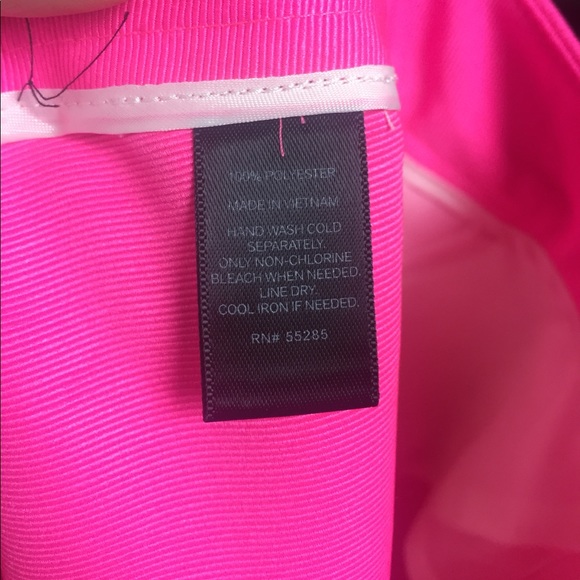 100% POLYESTER
MADE IN VIETNAM
HAND WASH COLD
SEPARATELY.
ONLY NON-CHLORINE
BLEACH WHEN NEEDED.
LINE DRY.
COOL IRON IF NEEDED.
RN# 55285